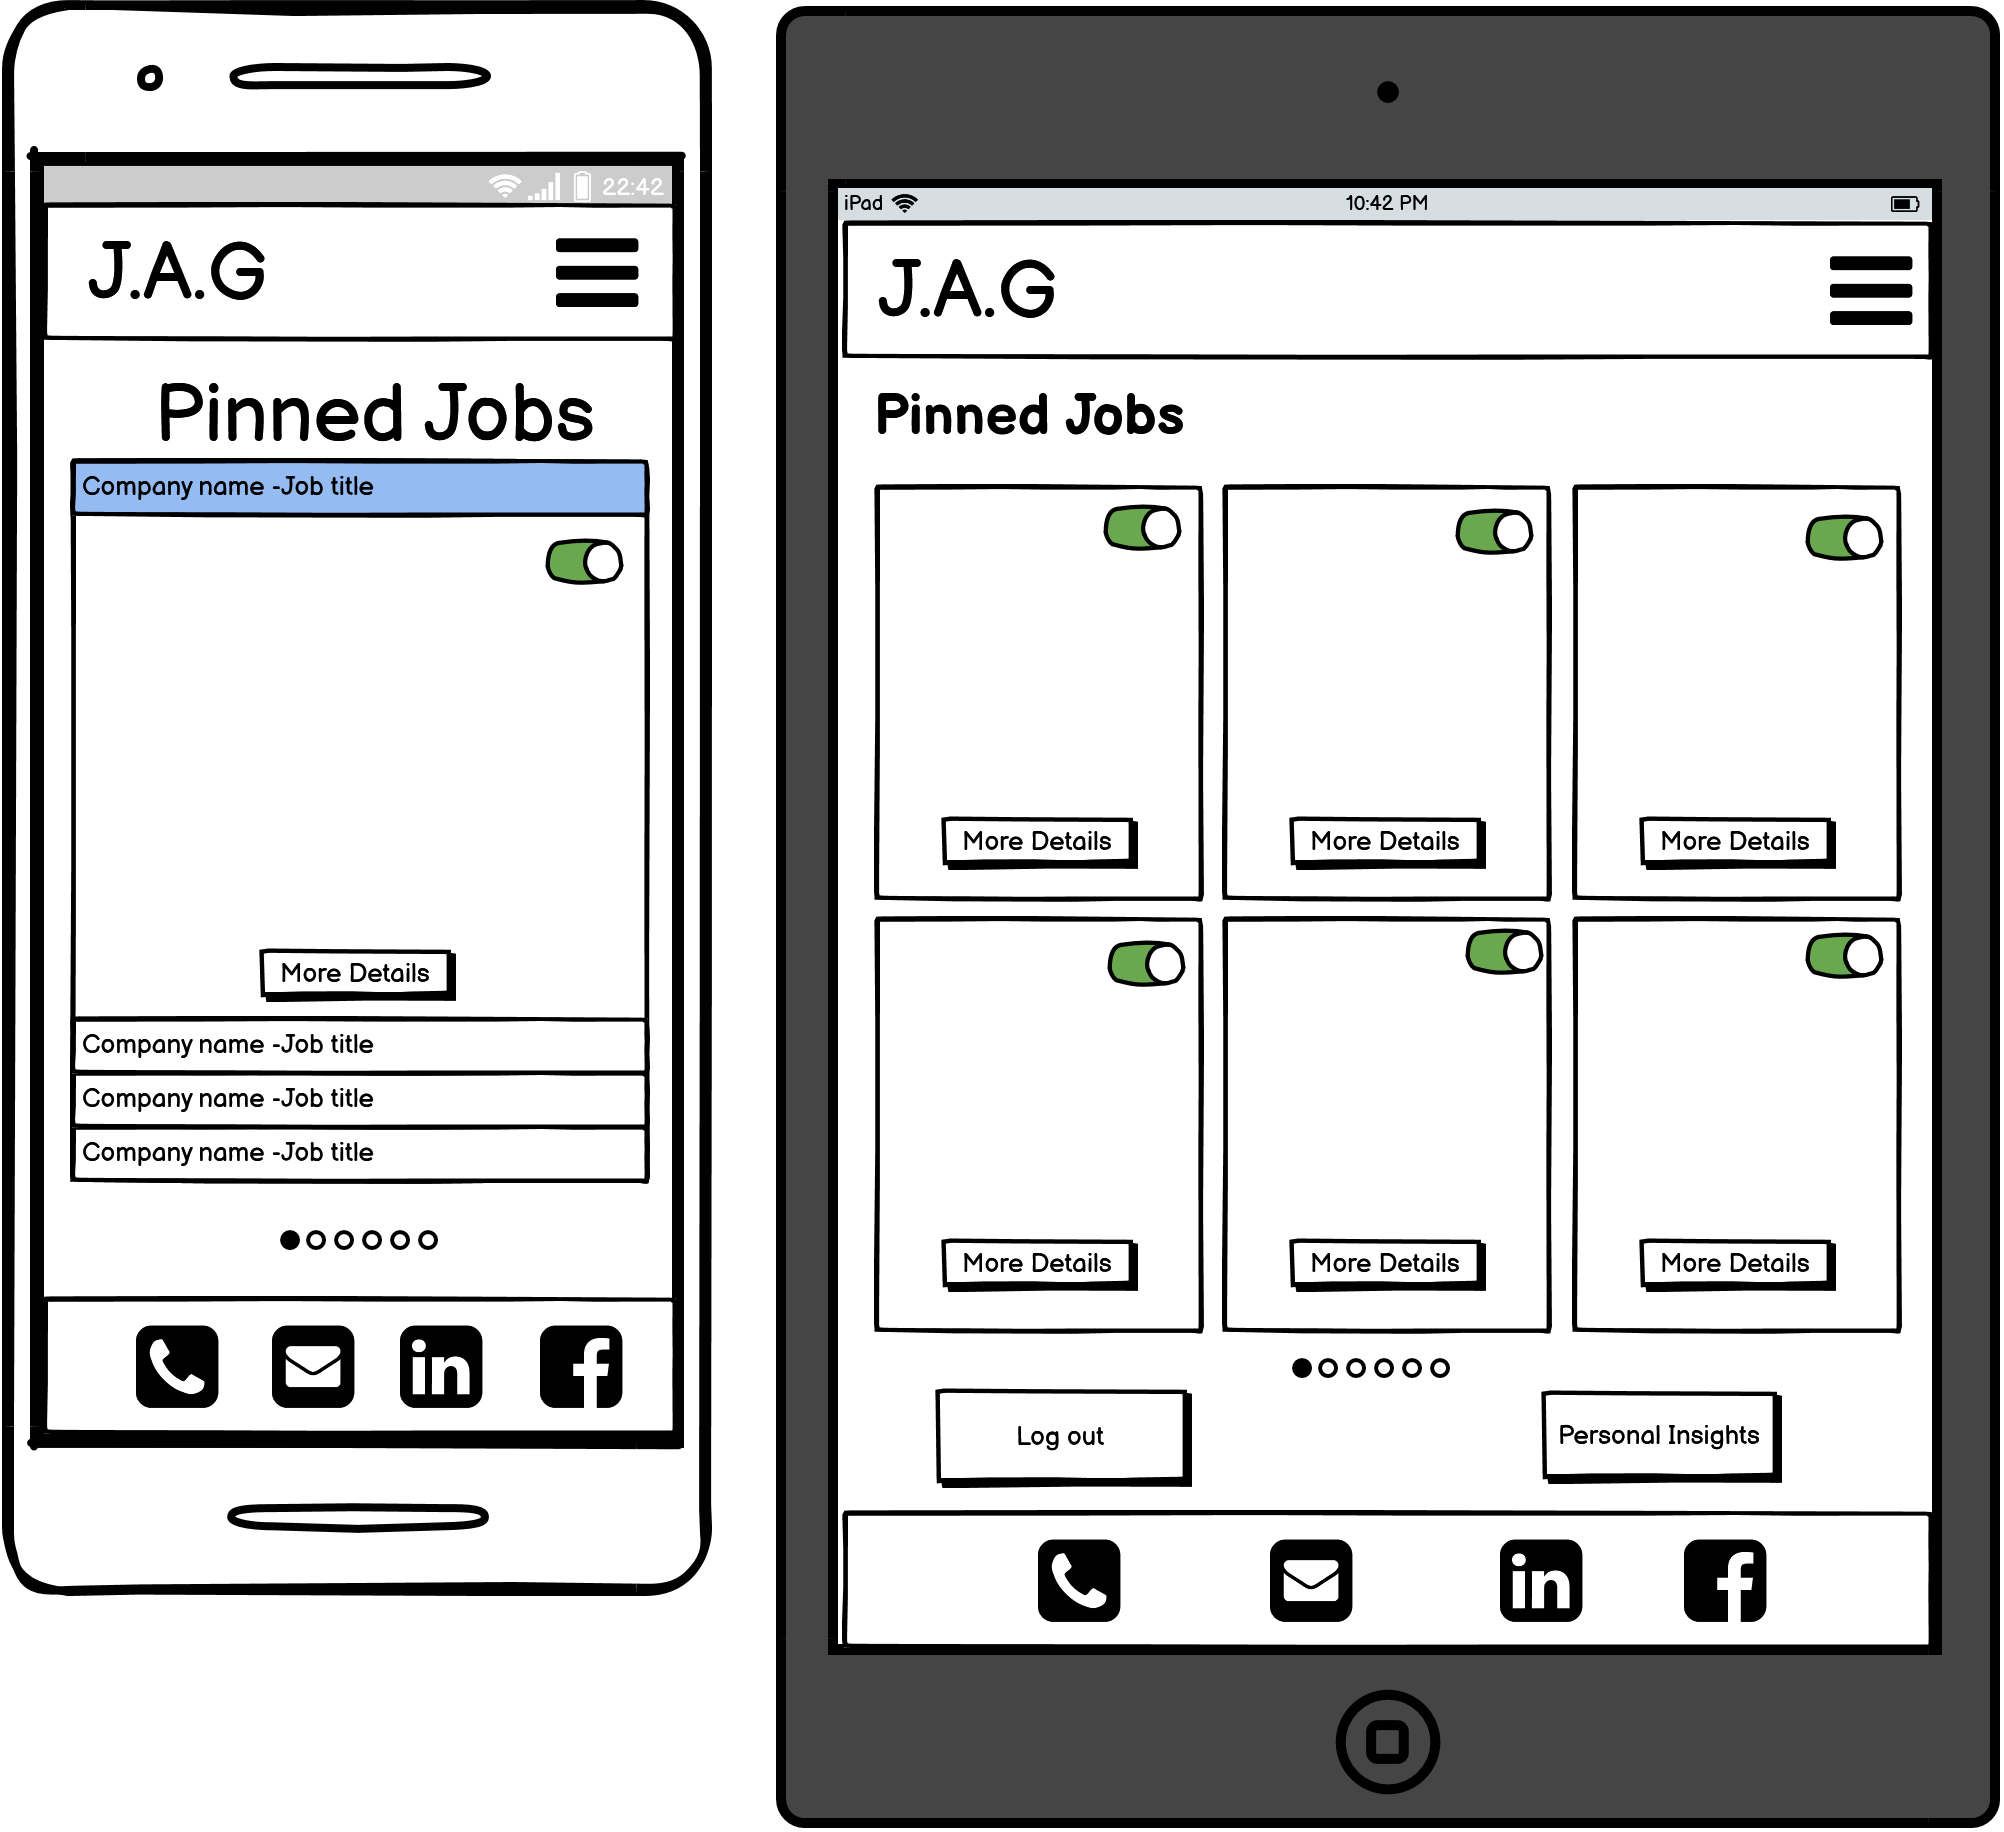 22:42
J.A.G
Pinned Jobs
Company name -Job title
More Details
Company name -Job title
Company name -Job title
Company name -Job title
in
f
iPad 10:42 PM
J.A.G
Pinned Jobs
More Details More Details More Details
More Details More Details More Details
Log out Personal Insights
in
f